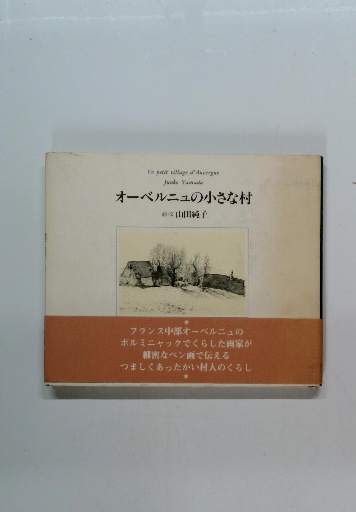 Un petit village d'Auvergne
Junko Yamada
オーベルニュの小さな村
画・文 山田純子
フランス中部オーベルニュの
ボルミニャックでくらした画家が
細密なペン画で伝える
つましくあったかい村人のくらし